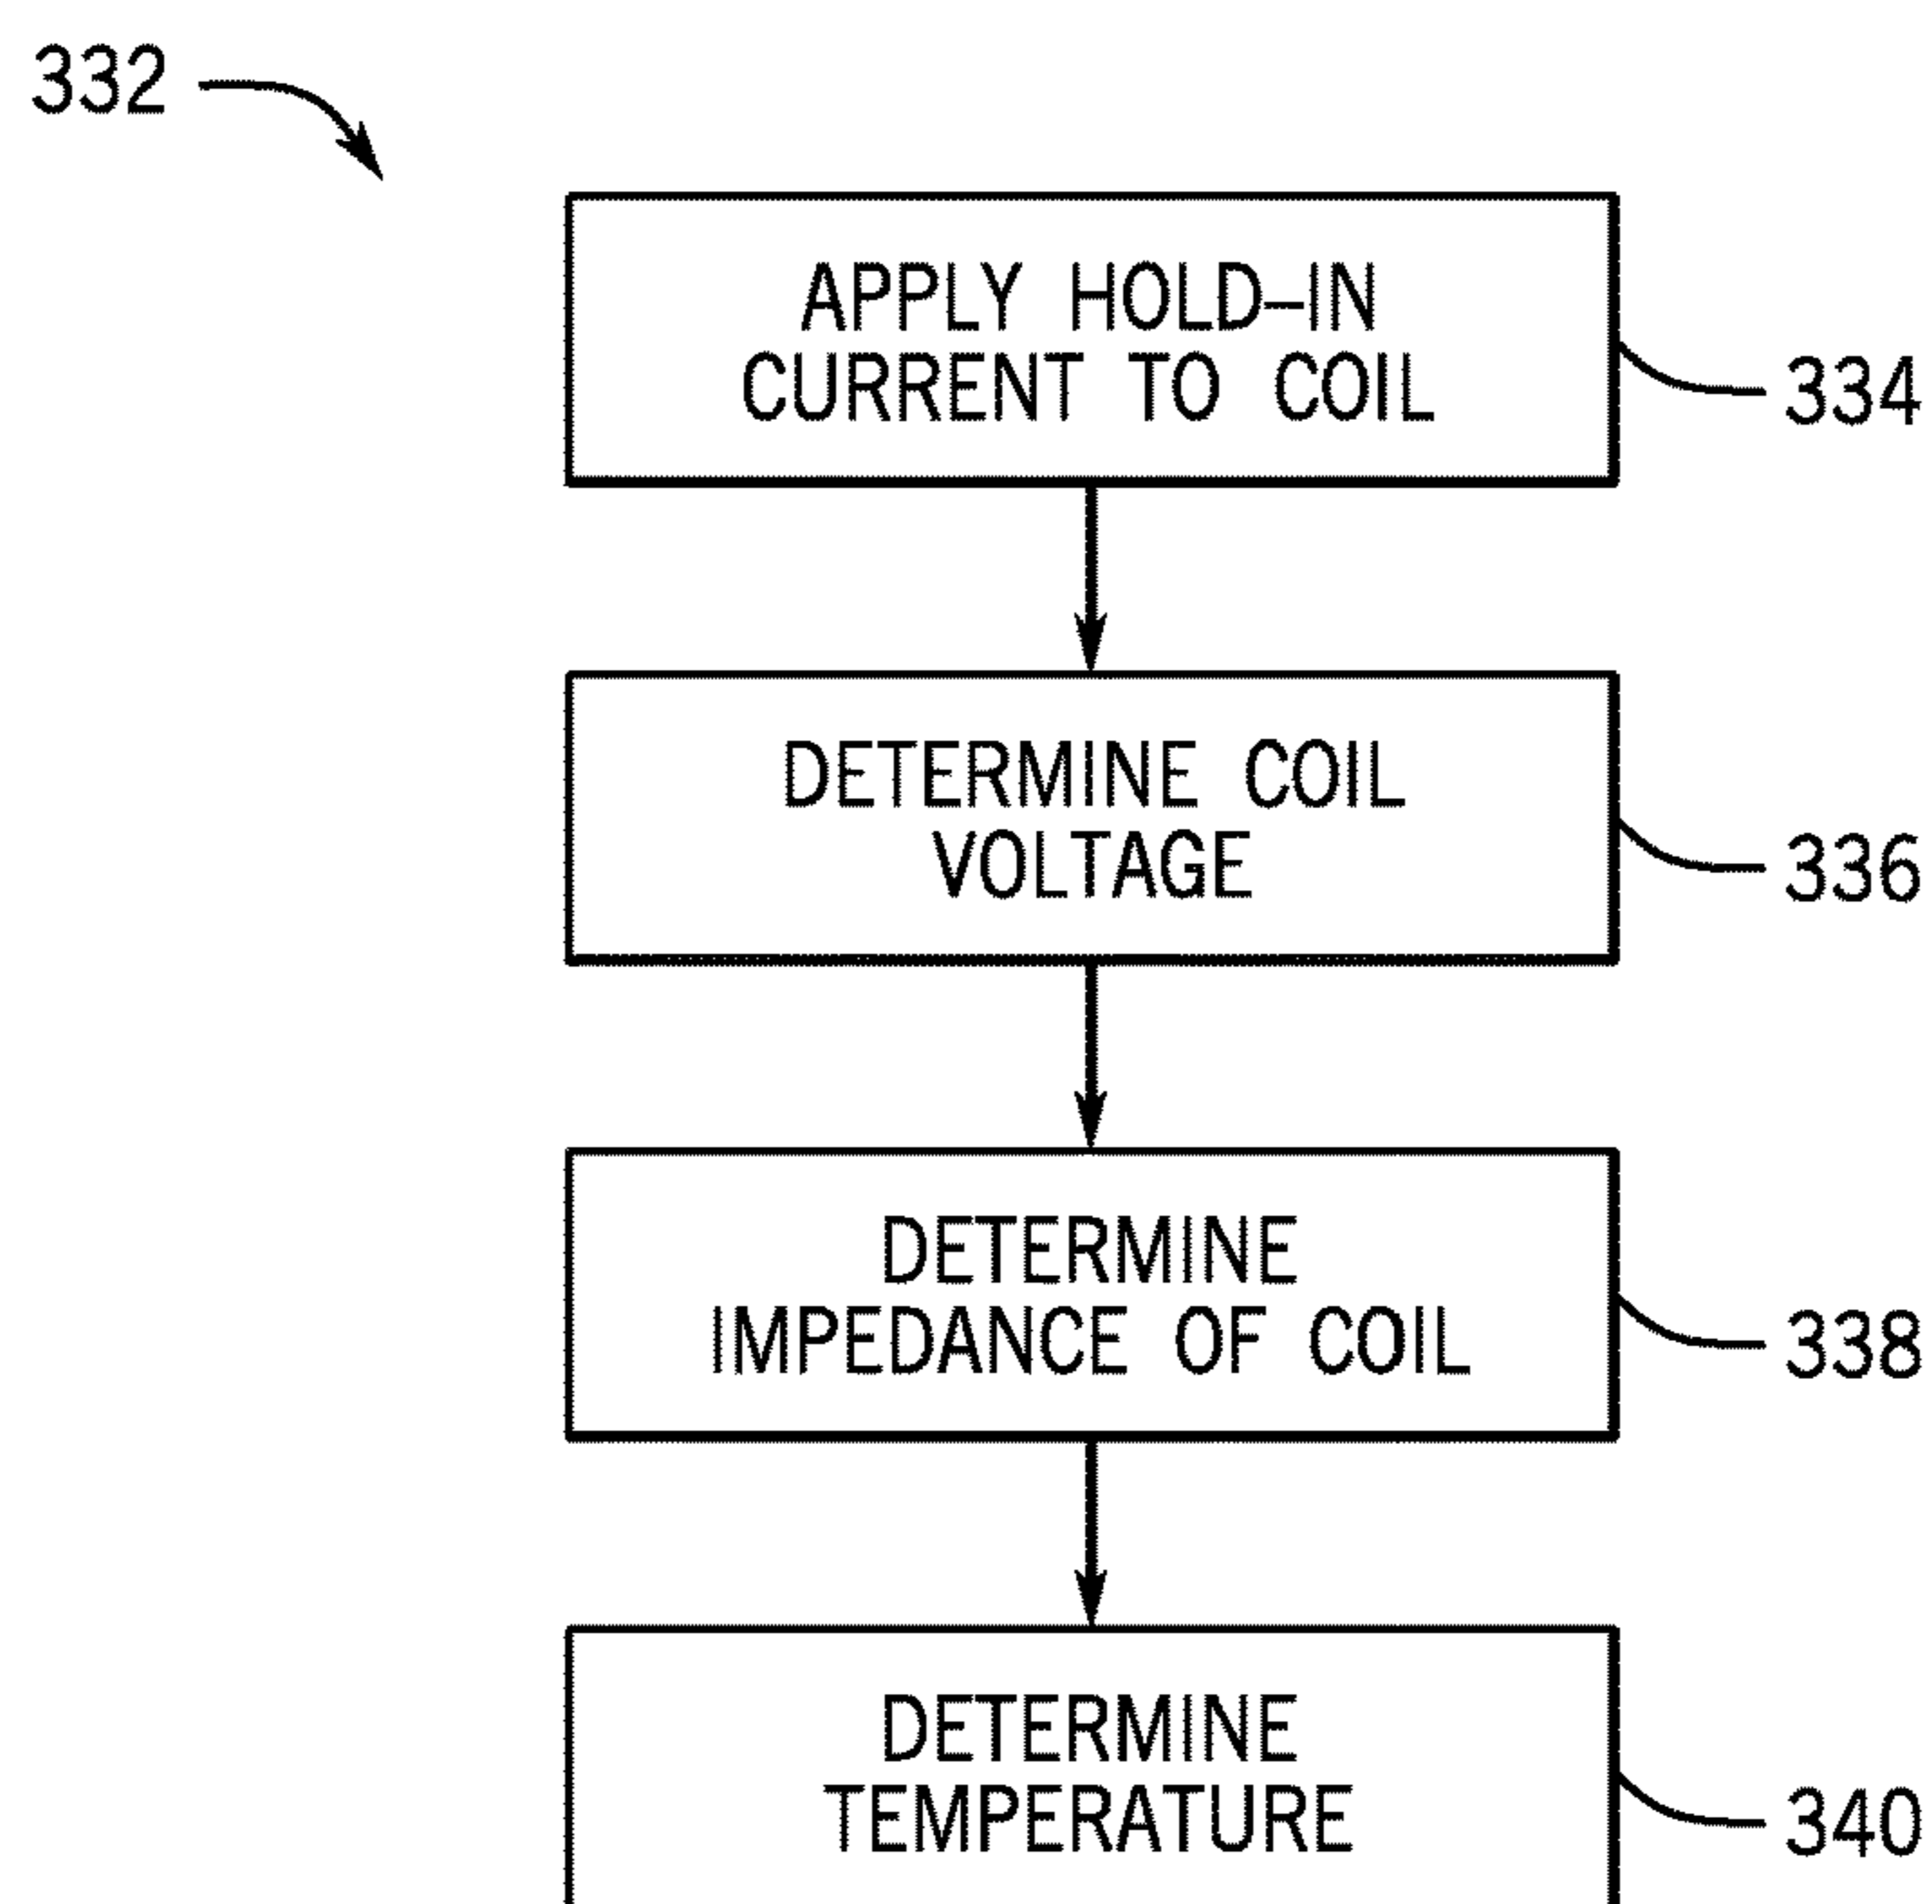 332
APPLY HOLD-IN
CURRENT TO COIL
334
DETERMINE COIL
VOLTAGE
336
DETERMINE
IMPEDANCE OF COIL
338
DETERMINE
TEMPERATURE
340